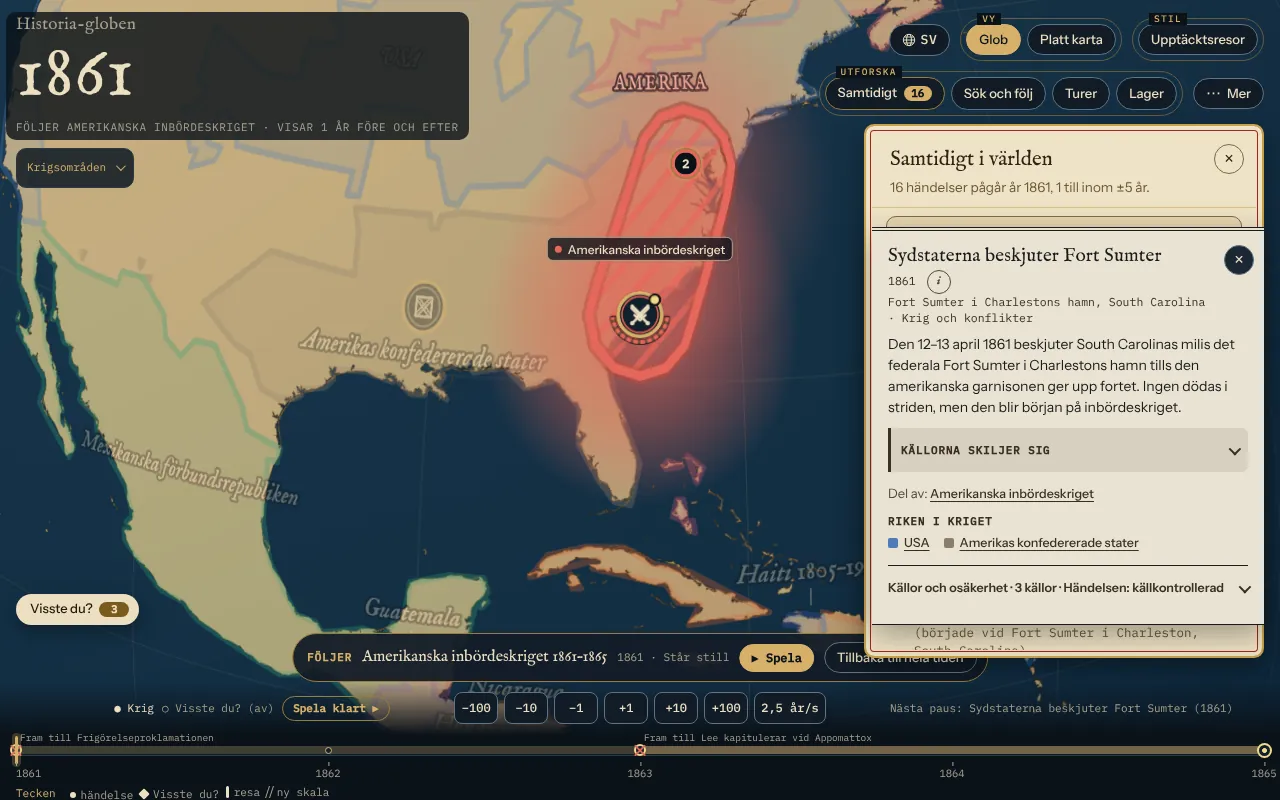 Historia-globen
1861
FÖLJER AMERIKANSKA INBÖRDESKRIGET · VISAR 1 ÅR FÖRE OCH EFTER
Krigsområden
VY
STIL
SV
Glob
Platt karta
Upptäcktsresor
UTFORSKA
Samtidigt 16
Sök och följ
Turer
Lager
··· Mer
AMERIKA
2
Amerikanska inbördeskriget
Amerikas konfedererade stater
Mexikanska förbundsrepubliken
Guatemala
Haiti 1805-19
Nicaragua
Samtidigt i världen
×
16 händelser pågår år 1861, 1 till inom ±5 år.
Sydstaterna beskjuter Fort Sumter
×
1861 i
Fort Sumter i Charlestons hamn, South Carolina
· Krig och konflikter
Den 12–13 april 1861 beskjuter South Carolinas milis det
federala Fort Sumter i Charlestons hamn tills den
amerikanska garnisonen ger upp fortet. Ingen dödas i
striden, men den blir början på inbördeskriget.
KÄLLORNA SKILJER SIG
Del av: Amerikanska inbördeskriget
RIKEN I KRIGET
USA Amerikas konfedererade stater
Källor och osäkerhet · 3 källor · Händelsen: källkontrollerad
(började vid Fort Sumter i Charleston,
South Carolina)
Visste du? 3
FÖLJER Amerikanska inbördeskriget 1861-1865 1861 · Står still ▶ Spela Tillbaka till hela tiden
Krig Visste du? (av) Spela klart ▶
−100 −10 −1 +1 +10 +100 2,5 år/s
Nästa paus: Sydstaterna beskjuter Fort Sumter (1861)
Fram till Frigörelseproklamationen
Fram till Lee kapitulerar vid Appomattox
1861 1862 1863 1864 1865
Tecken händelse Visste du? resa // ny skala